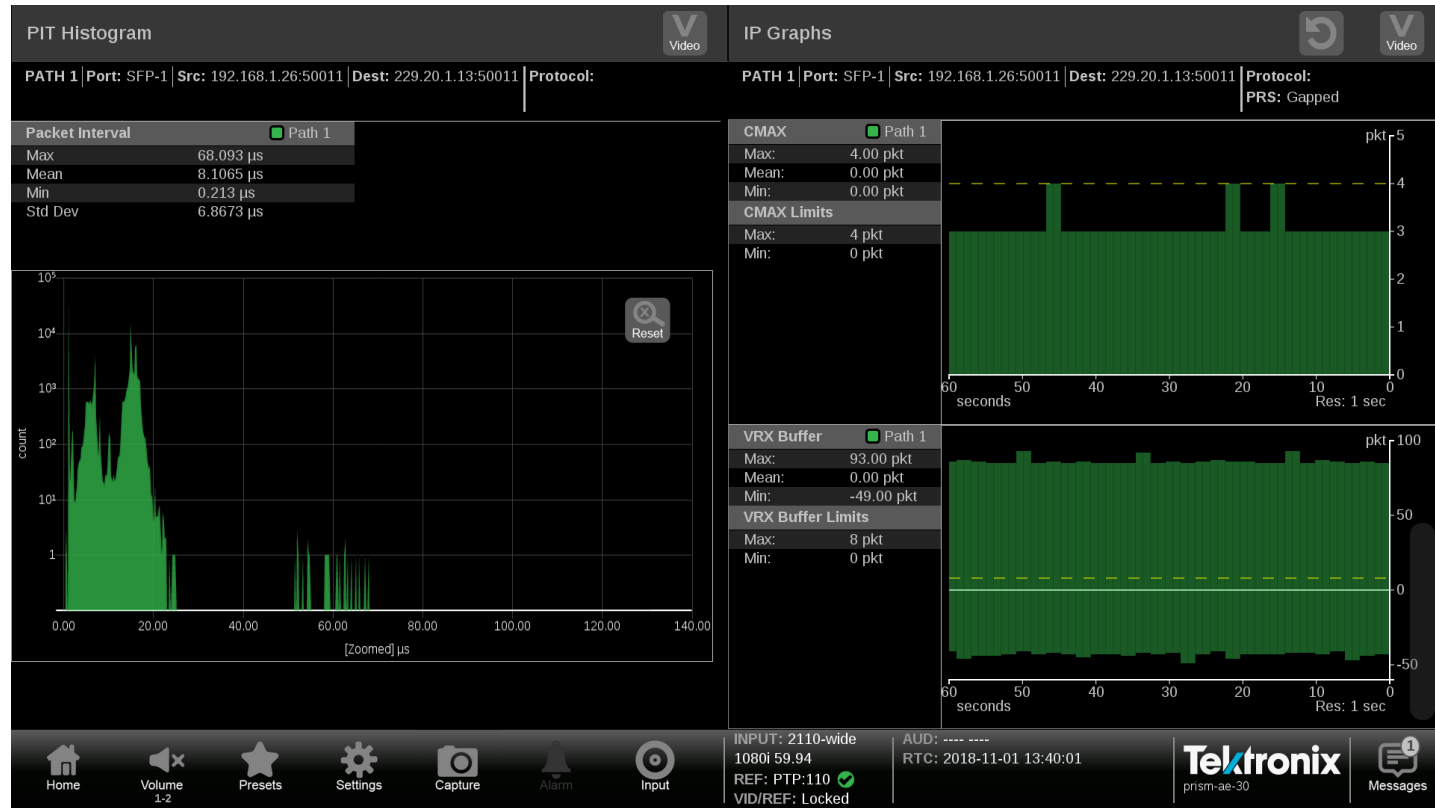 PIT Histogram
V
Video
PATH 1 Port: SFP-1 Src: 192.168.1.26:50011 Dest: 229.20.1.13:50011 Protocol:
Packet Interval Path 1
Max 68.093 µs
Mean 8.1065 µs
Min 0.213 µs
Std Dev 6.8673 µs
X
Reset
10⁵
10⁴
10³
10²
10¹
1
count
0.00 20.00 40.00 60.00 80.00 100.00 120.00 140.00
[Zoomed] µs
IP Graphs
V
Video
PATH 1 Port: SFP-1 Src: 192.168.1.26:50011 Dest: 229.20.1.13:50011 Protocol:
PRS: Gapped
CMAX Path 1
Max: 4.00 pkt
Mean: 0.00 pkt
Min: 0.00 pkt
CMAX Limits
Max: 4 pkt
Min: 0 pkt
pkt 5
4
3
2
1
0
60 50 40 30 20 10 0
seconds Res: 1 sec
VRX Buffer Path 1
Max: 93.00 pkt
Mean: 0.00 pkt
Min: -49.00 pkt
VRX Buffer Limits
Max: 8 pkt
Min: 0 pkt
pkt 100
50
0
-50
60 50 40 30 20 10 0
seconds Res: 1 sec
Home
Volume
1-2
Presets
Settings
Capture
Alarm
Input
INPUT: 2110-wide
1080i 59.94
REF: PTP:110
VID/REF: Locked
AUD: ---- ----
RTC: 2018-11-01 13:40:01
Tektronix
prism-ae-30
1
Messages